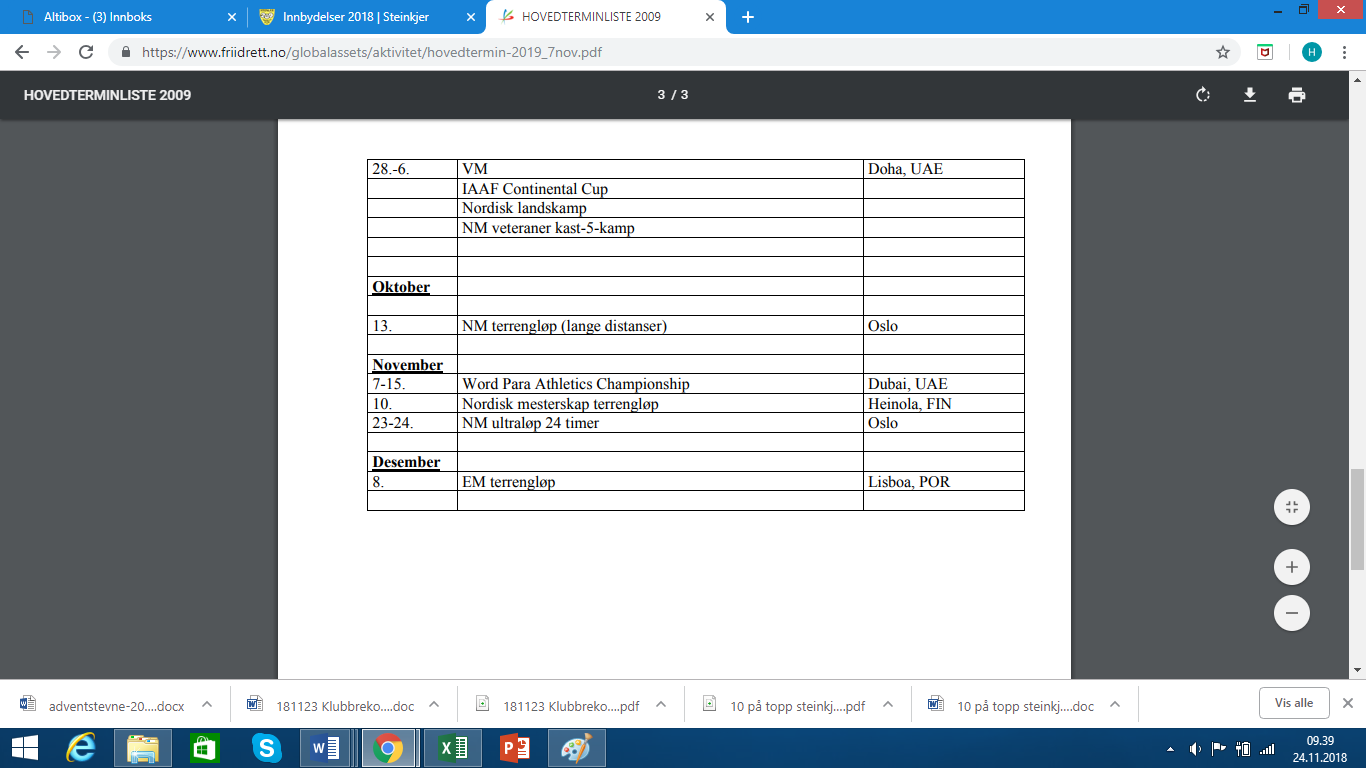 Altibox - (3) Innboks
Innbydelser 2018 | Steinkjer
HOVEDTERMINLISTE 2009
https://www.friidrett.no/globalassets/aktivitet/hovedtermin-2019_7nov.pdf
H
HOVEDTERMINLISTE 2009
3 / 3
28.-6. VM Doha, UAE
IAAF Continental Cup
Nordisk landskamp
NM veteraner kast-5-kamp
Oktober
13. NM terrengløp (lange distanser) Oslo
November
7-15. Word Para Athletics Championship Dubai, UAE
10. Nordisk mesterskap terrengløp Heinola, FIN
23-24. NM ultraløp 24 timer Oslo
Desember
8. EM terrengløp Lisboa, POR
adventstevne-20....docx
181123 Klubbreko....doc
181123 Klubbreko....pdf
10 på topp steinkj....pdf
10 på topp steinkj....doc
Vis alle
09.39
24.11.2018